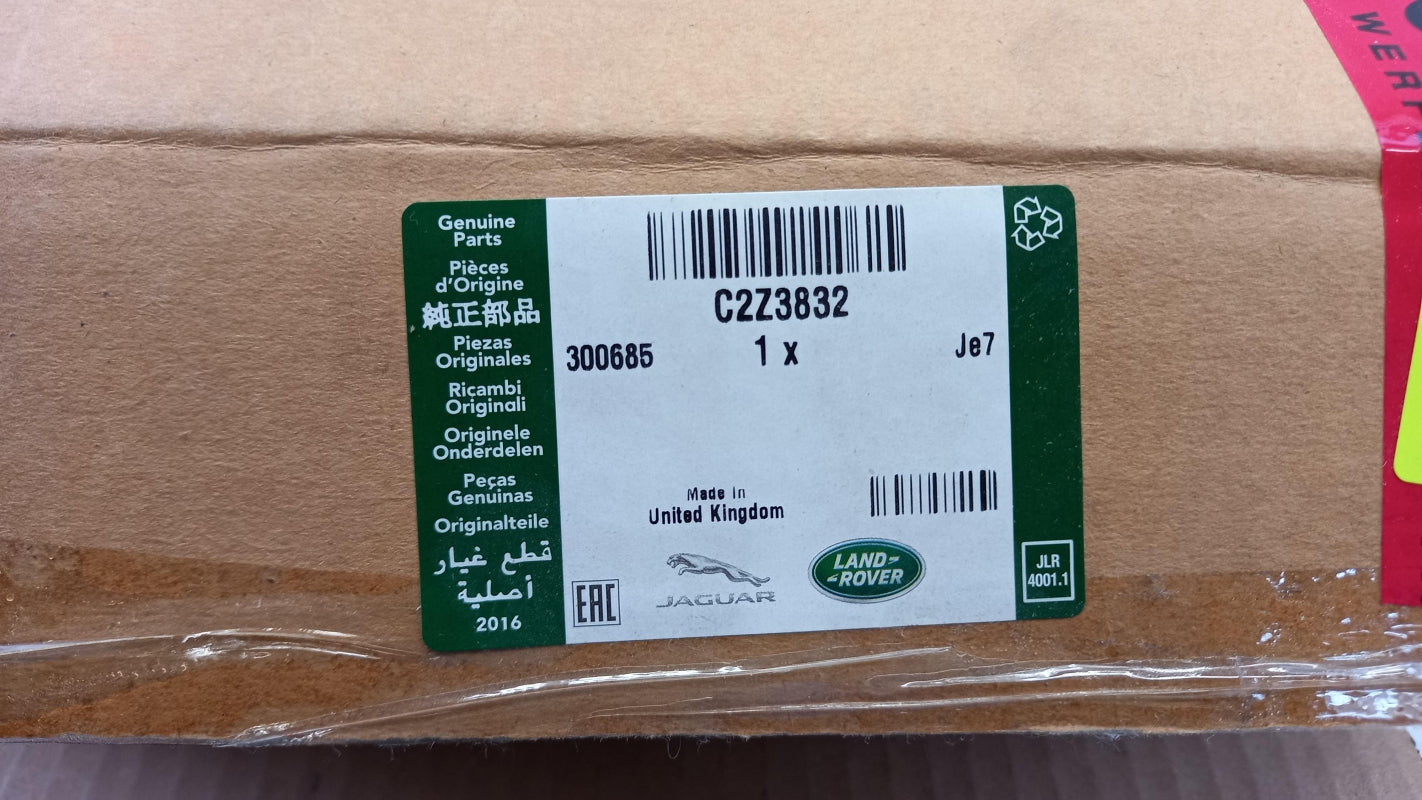 Genuine
Parts
Pièces
d'Origine
純正部品
Piezas
Originales
Ricambi
Originali
Originele
Onderdelen
Peças
Genuinas
Originalteile
قطع غيار
أصلية
2016
C2Z3832
300685 1 x Je7
Made in
United Kingdom
EAC
JAGUAR
LAND-
-ROVER
JLR
4001.1